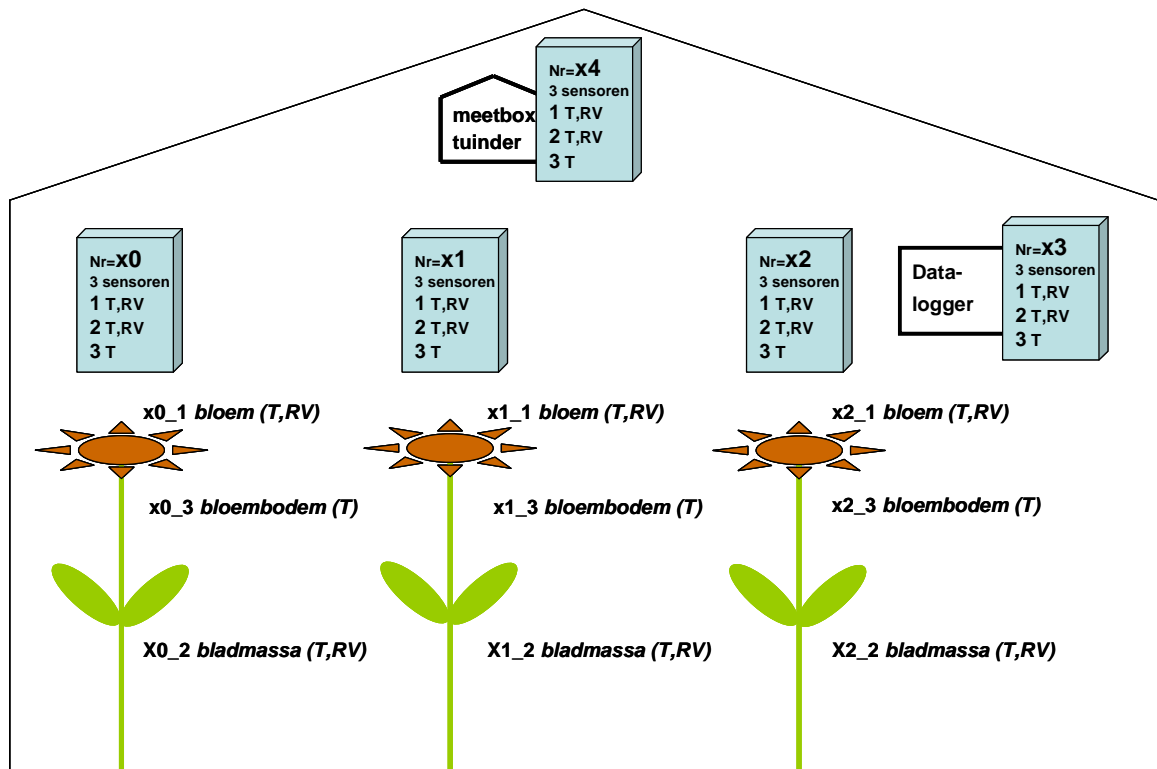 Nr=x4
3 sensoren
1 T,RV
2 T,RV
3 T
meetbox
tuinder
Nr=x0
3 sensoren
1 T,RV
2 T,RV
3 T
Nr=x1
3 sensoren
1 T,RV
2 T,RV
3 T
Nr=x2
3 sensoren
1 T,RV
2 T,RV
3 T
Data-
logger
Nr=x3
3 sensoren
1 T,RV
2 T,RV
3 T
x0_1 bloem (T,RV)
x1_1 bloem (T,RV)
x2_1 bloem (T,RV)
x0_3 bloembodem (T)
x1_3 bloembodem (T)
x2_3 bloembodem (T)
X0_2 bladmassa (T,RV)
X1_2 bladmassa (T,RV)
X2_2 bladmassa (T,RV)